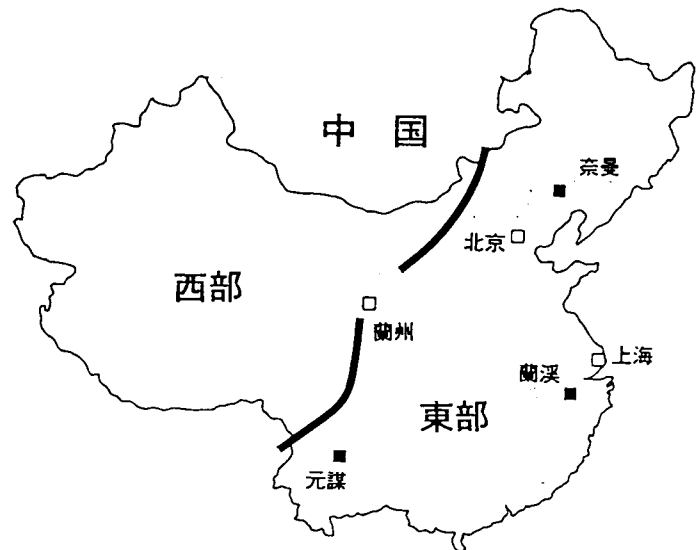 中 国
奈曼
北京
西部
蘭州
上海
蘭渓
東部
元謀